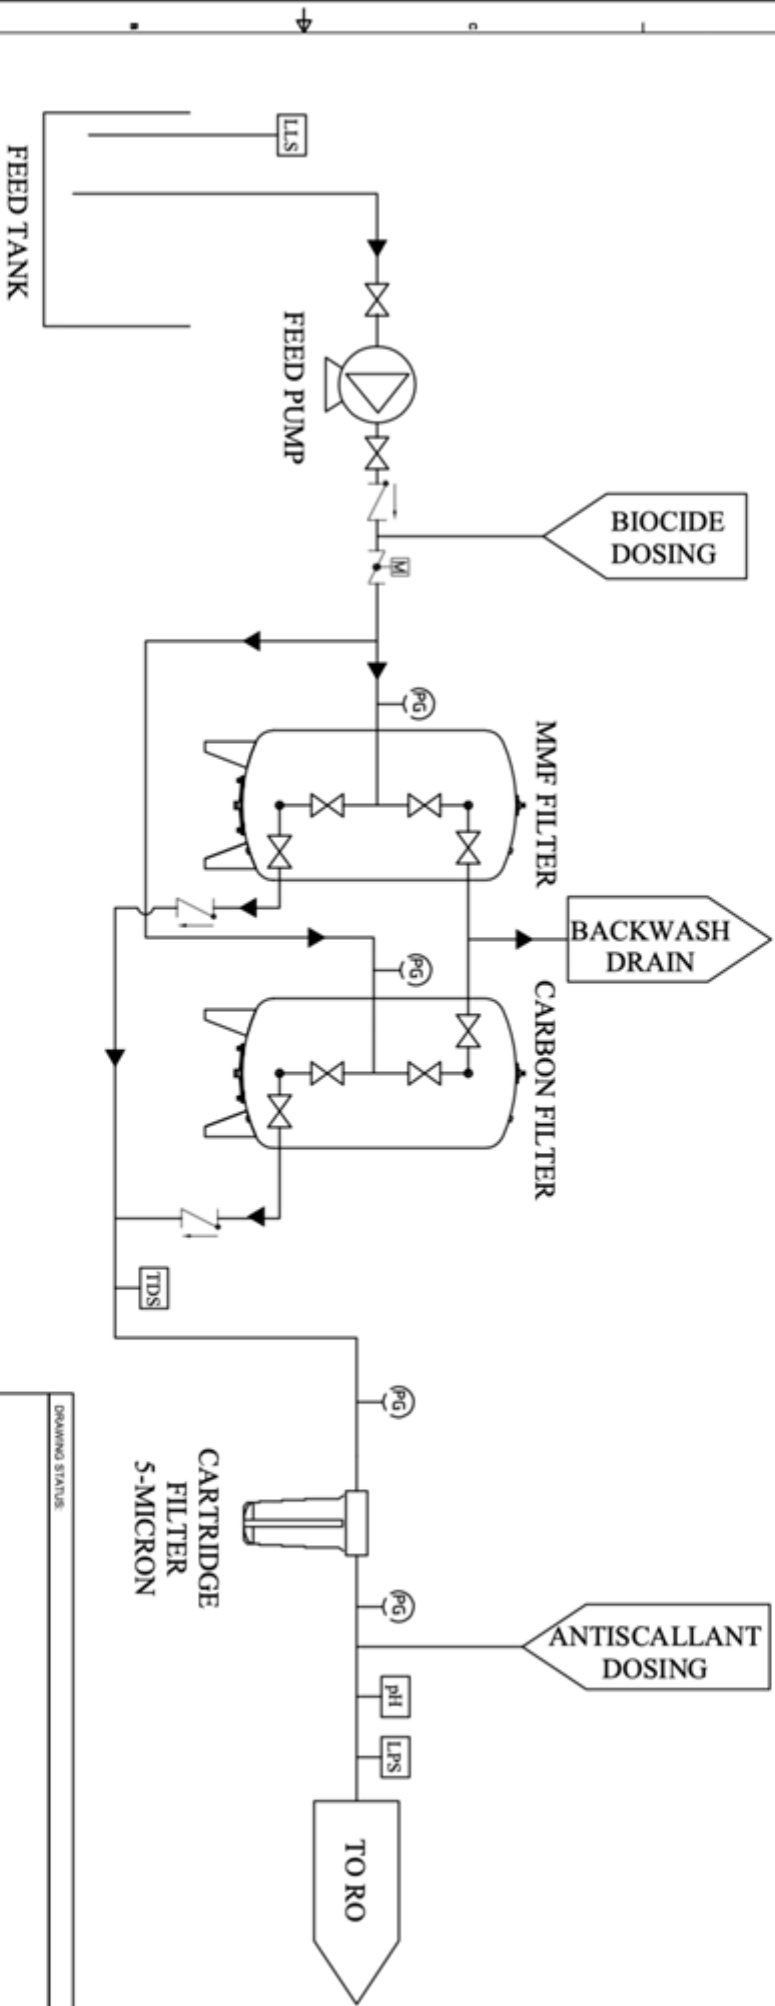 B
C
LLS
FEED TANK
FEED PUMP
BIOCIDE
DOSING
M
PG
MMF FILTER
BACKWASH
DRAIN
PG
CARBON FILTER
TDS
PG
CARTRIDGE
FILTER
5-MICRON
PG
ANTISCALLANT
DOSING
pH
LPS
TO RO
DRAWING STATUS: